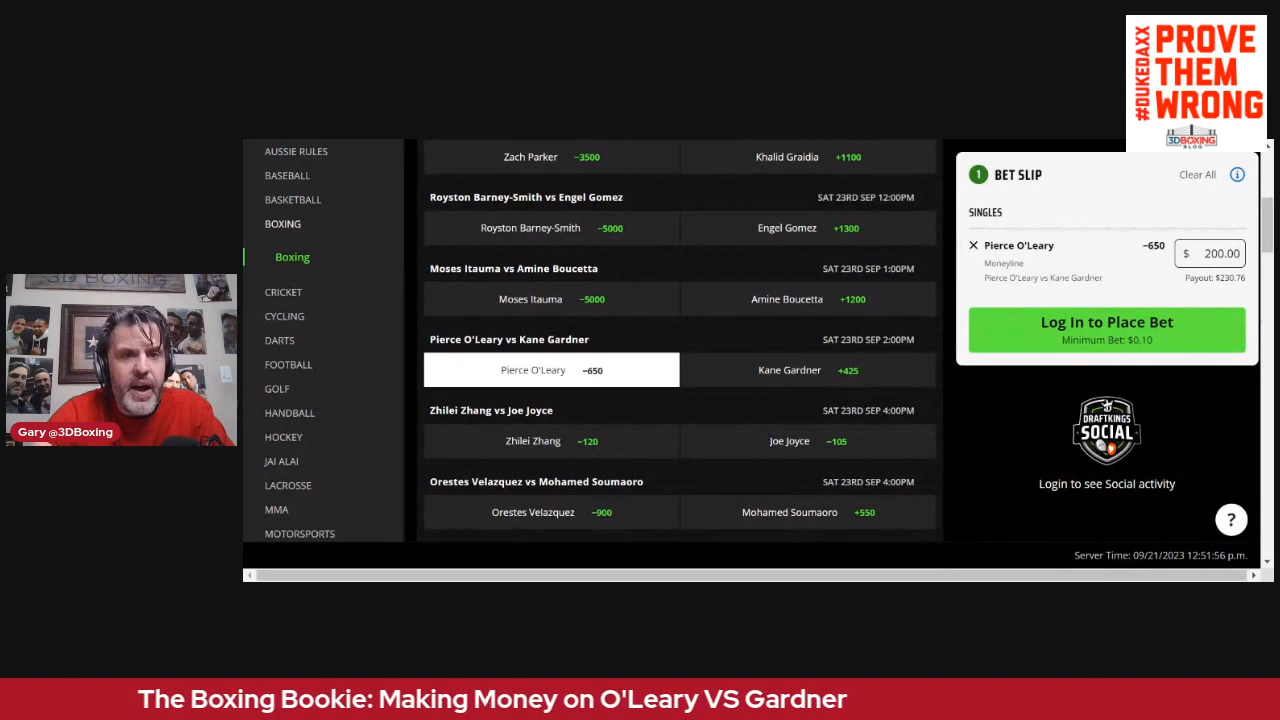 #DUKEDAXX
PROVE
THEM
WRONG
3DBOXING
BLOG
AUSSIE RULES
BASEBALL
BASKETBALL
BOXING
Boxing
CRICKET
CYCLING
DARTS
FOOTBALL
GOLF
HANDBALL
HOCKEY
JAI ALAI
LACROSSE
MMA
MOTORSPORTS
Zach Parker −3500 Khalid Graidia +1100
Royston Barney-Smith vs Engel Gomez SAT 23RD SEP 12:00PM
Royston Barney-Smith −5000 Engel Gomez +1300
Moses Itauma vs Amine Boucetta SAT 23RD SEP 1:00PM
Moses Itauma −5000 Amine Boucetta +1200
Pierce O'Leary vs Kane Gardner SAT 23RD SEP 2:00PM
Pierce O'Leary −650 Kane Gardner +425
Zhilei Zhang vs Joe Joyce SAT 23RD SEP 4:00PM
Zhilei Zhang −120 Joe Joyce −105
Orestes Velazquez vs Mohamed Soumaoro SAT 23RD SEP 4:00PM
Orestes Velazquez −900 Mohamed Soumaoro +550
1 BET SLIP Clear All
SINGLES
Pierce O'Leary −650 $ 200.00
Moneyline
Pierce O'Leary vs Kane Gardner Payout: $230.76
Log In to Place Bet
Minimum Bet: $0.10
DRAFTKINGS
SOCIAL
Login to see Social activity
?
Server Time: 09/21/2023 12:51:56 p.m.
3D BOXING
Gary @3DBoxing
The Boxing Bookie: Making Money on O'Leary VS Gardner